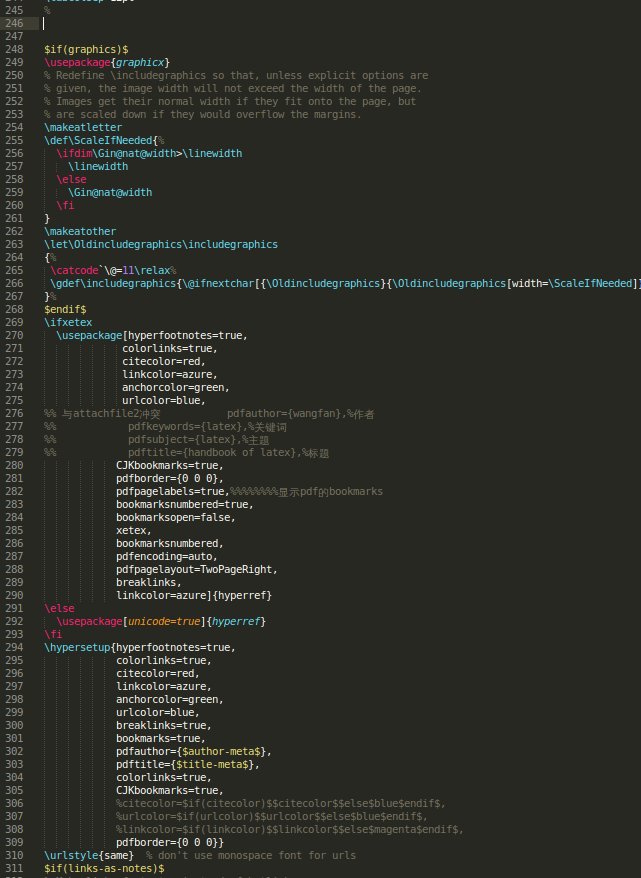 245 %
246
247
248 $if(graphics)$
249 \usepackage{graphicx}
250 % Redefine \includegraphics so that, unless explicit options are
251 % given, the image width will not exceed the width of the page.
252 % Images get their normal width if they fit onto the page, but
253 % are scaled down if they would overflow the margins.
254 \makeatletter
255 \def\ScaleIfNeeded{%
256 \ifdim\Gin@nat@width>\linewidth
257 \linewidth
258 \else
259 \Gin@nat@width
260 \fi
261 }
262 \makeatother
263 \let\Oldincludegraphics\includegraphics
264 {%
265 \catcode`\@=11\relax%
266 \gdef\includegraphics{\@ifnextchar[{\Oldincludegraphics}{\Oldincludegraphics[width=\ScaleIfNeeded]}
267 }%
268 $endif$
269 \ifxetex
270 \usepackage[hyperfootnotes=true,
271 colorlinks=true,
272 citecolor=red,
273 linkcolor=azure,
274 anchorcolor=green,
275 urlcolor=blue,
276 %% 与attachfile2冲突 pdfauthor={wangfan},%作者
277 %% pdfkeywords={latex},%关键词
278 %% pdfsubject={latex},%主题
279 %% pdftitle={handbook of latex},%标题
280 CJKbookmarks=true,
281 pdfborder={0 0 0},
282 pdfpagelabels=true,%%%%%%%%显示pdf的bookmarks
283 bookmarksnumbered=true,
284 bookmarksopen=false,
285 xetex,
286 bookmarksnumbered,
287 pdfencoding=auto,
288 pdfpagelayout=TwoPageRight,
289 breaklinks,
290 linkcolor=azure]{hyperref}
291 \else
292 \usepackage[unicode=true]{hyperref}
293 \fi
294 \hypersetup{hyperfootnotes=true,
295 colorlinks=true,
296 citecolor=red,
297 linkcolor=azure,
298 anchorcolor=green,
299 urlcolor=blue,
300 breaklinks=true,
301 bookmarks=true,
302 pdfauthor={$author-meta$},
303 pdftitle={$title-meta$},
304 colorlinks=true,
305 CJKbookmarks=true,
306 %citecolor=$if(citecolor)$$citecolor$$else$blue$endif$,
307 %urlcolor=$if(urlcolor)$$urlcolor$$else$blue$endif$,
308 %linkcolor=$if(linkcolor)$$linkcolor$$else$magenta$endif$,
309 pdfborder={0 0 0}}
310 \urlstyle{same} % don't use monospace font for urls
311 $if(links-as-notes)$